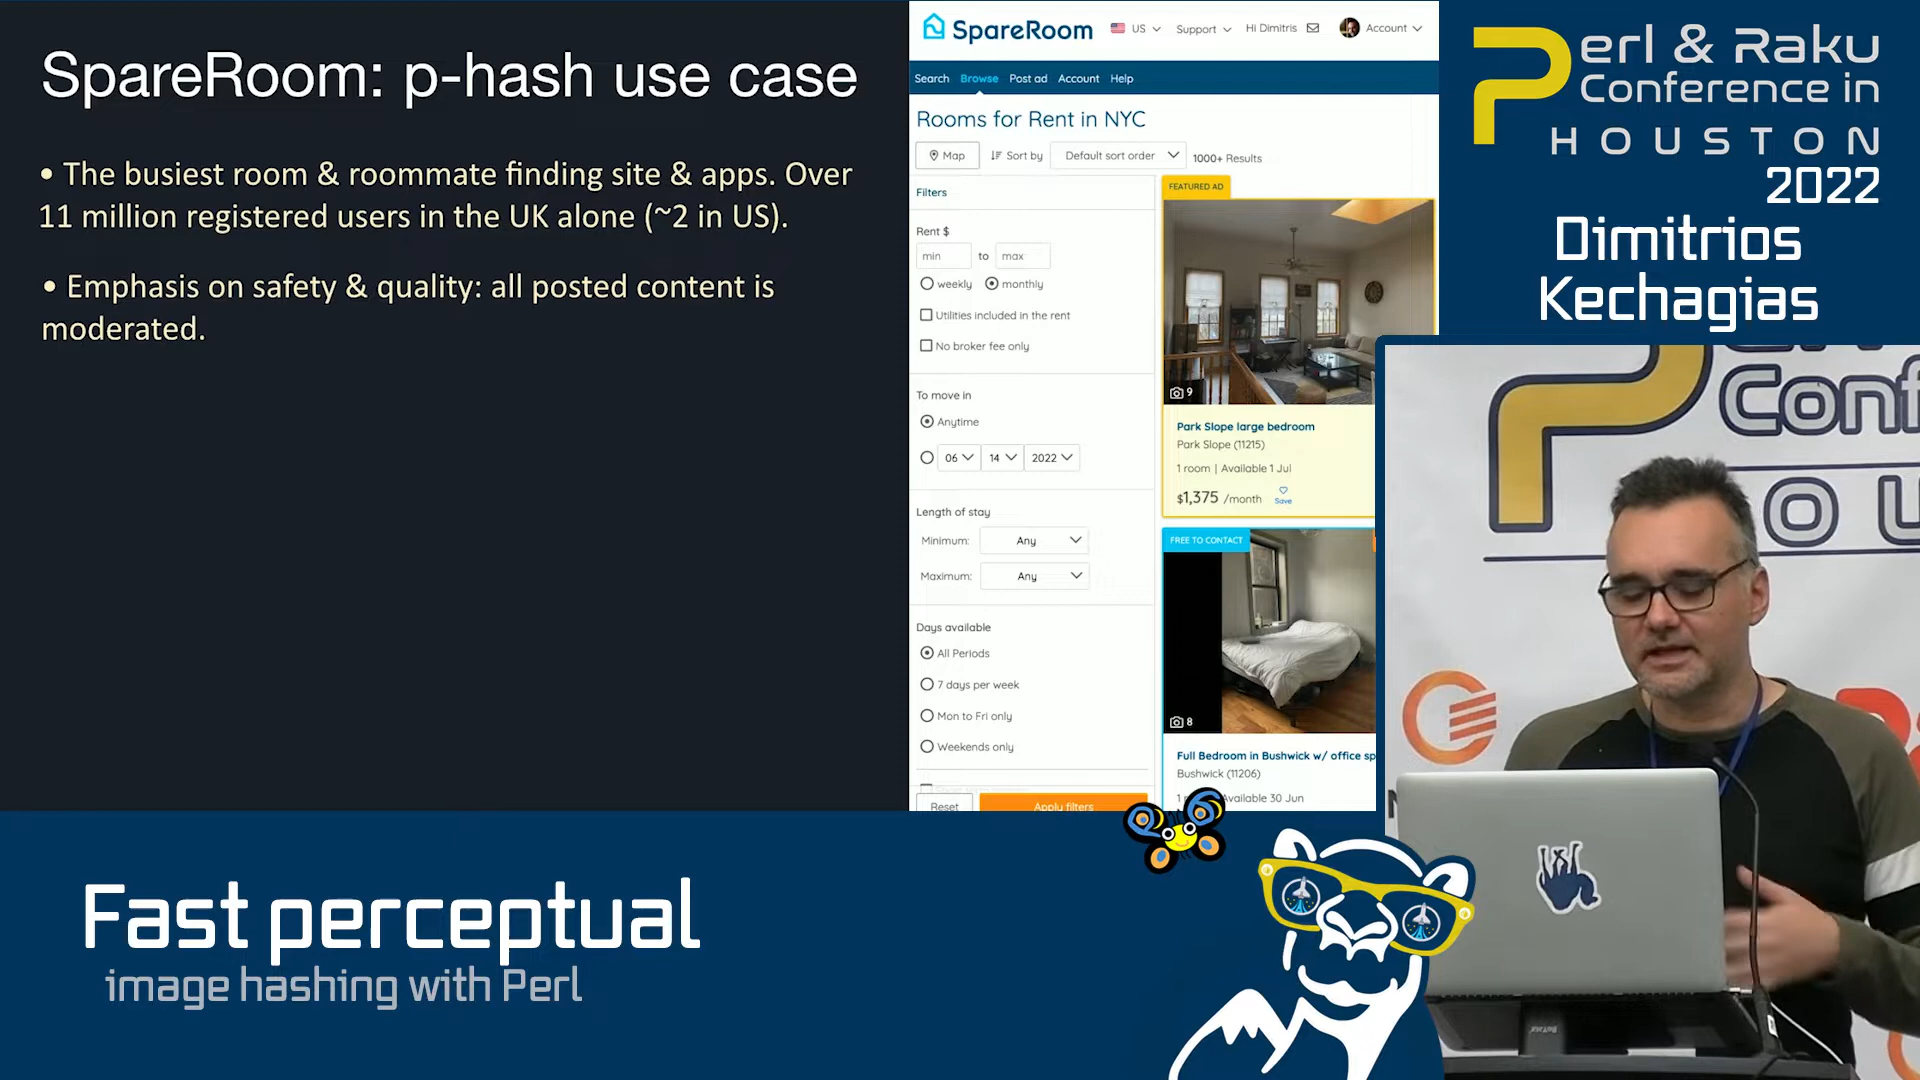 SpareRoom: p-hash use case
• The busiest room & roommate finding site & apps. Over
11 million registered users in the UK alone (~2 in US).
• Emphasis on safety & quality: all posted content is
moderated.
SpareRoom
US
Support
Hi Dimitris
Account
Search Browse Post ad Account Help
Rooms for Rent in NYC
Map
Sort by
Default sort order
1000+ Results
Filters
Rent $
min to max
weekly monthly
Utilities included in the rent
No broker fee only
To move in
Anytime
06 14 2022
Length of stay
Minimum: Any
Maximum: Any
Days available
All Periods
7 days per week
Mon to Fri only
Weekends only
Reset
Apply filters
FEATURED AD
9
Park Slope large bedroom
Park Slope (11215)
1 room | Available 1 Jul
$1,375 /month
Save
FREE TO CONTACT
8
Full Bedroom in Bushwick w/ office sp
Bushwick (11206)
Available 30 Jun
Perl & Raku
Conference in
HOUSTON
2022
Dimitrios
Kechagias
Conf
OU
Fast perceptual
image hashing with Perl